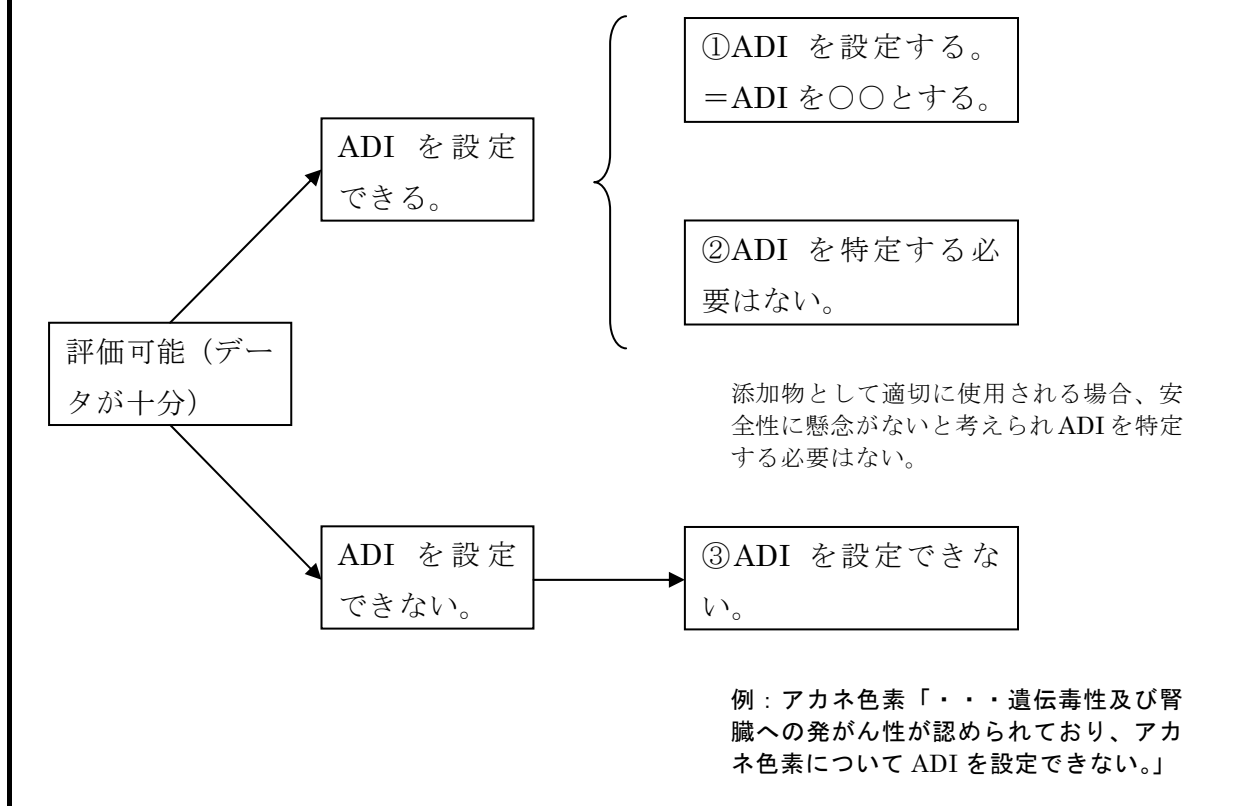 ①ADI を設定する。
＝ADI を○○とする。
ADI を設定
できる。
②ADI を特定する必
要はない。
評価可能（デー
タが十分）
添加物として適切に使用される場合、安
全性に懸念がないと考えられ ADI を特定
する必要はない。
ADI を設定
できない。
③ADI を設定できな
い。
例：アカネ色素「・・・遺伝毒性及び腎
臓への発がん性が認められており、アカ
ネ色素について ADI を設定できない。」